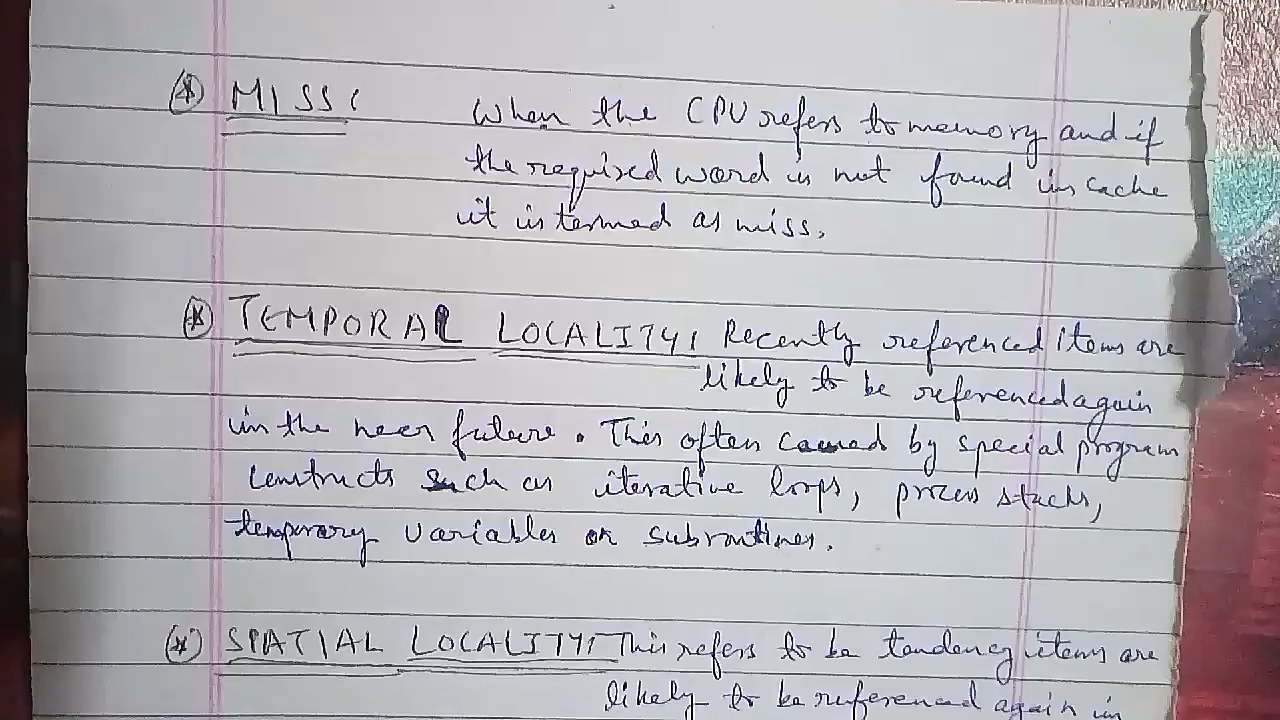 (*) MISS: When the CPU refers to memory and if
the required word is not found in cache
it is termed as miss.
(*) TEMPORAL LOCALITY: Recently referenced items are
likely to be referenced again
in the near future. This often caused by special program
constructs such as iterative loops, process stacks,
temporary variables or subroutines.
(*) SPATIAL LOCALITY: This refers to be tendency items are
likely to be referenced again in